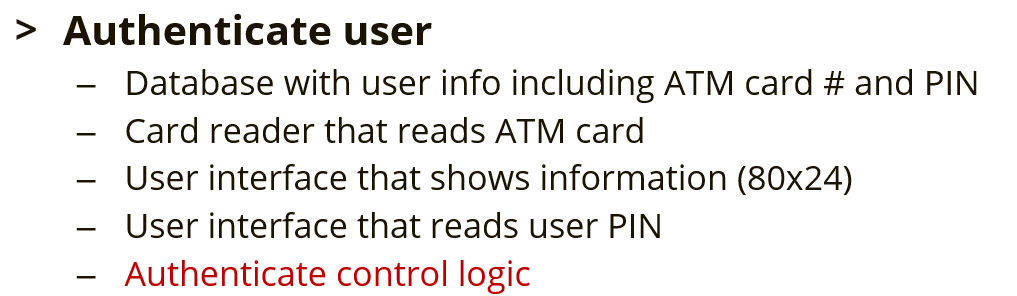 > Authenticate user
– Database with user info including ATM card # and PIN
– Card reader that reads ATM card
– User interface that shows information (80x24)
– User interface that reads user PIN
– Authenticate control logic